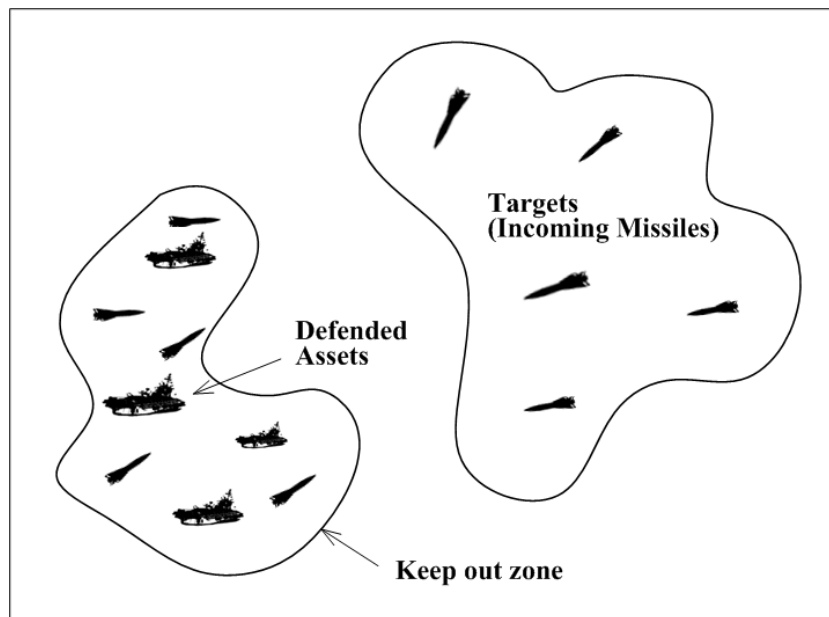 Targets
(Incoming Missiles)
Defended
Assets
Keep out zone